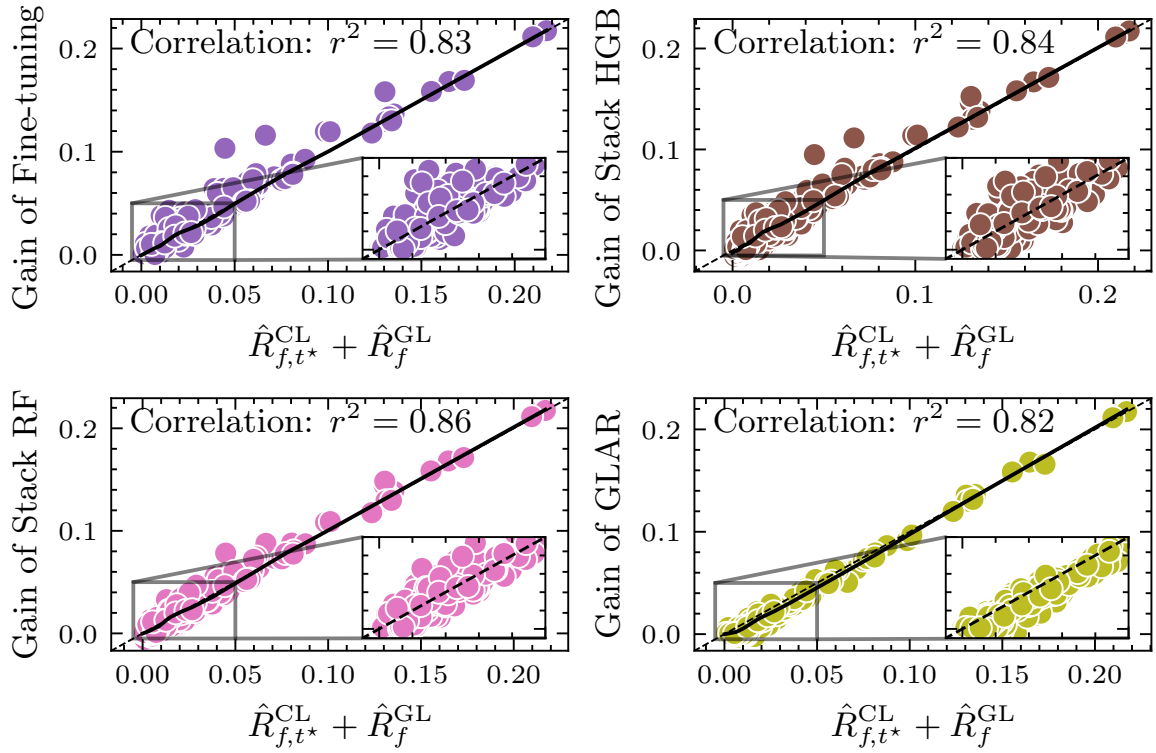 Gain of Fine-tuning
Correlation: r² = 0.83
0.2
0.1
0.0
0.00 0.05 0.10 0.15 0.20
R̂^CL_{f,t⋆} + R̂^GL_f
Gain of Stack HGB
Correlation: r² = 0.84
0.2
0.1
0.0
0.0 0.1 0.2
R̂^CL_{f,t⋆} + R̂^GL_f
Gain of Stack RF
Correlation: r² = 0.86
0.2
0.1
0.0
0.00 0.05 0.10 0.15 0.20
R̂^CL_{f,t⋆} + R̂^GL_f
Gain of GLAR
Correlation: r² = 0.82
0.2
0.1
0.0
0.00 0.05 0.10 0.15 0.20
R̂^CL_{f,t⋆} + R̂^GL_f